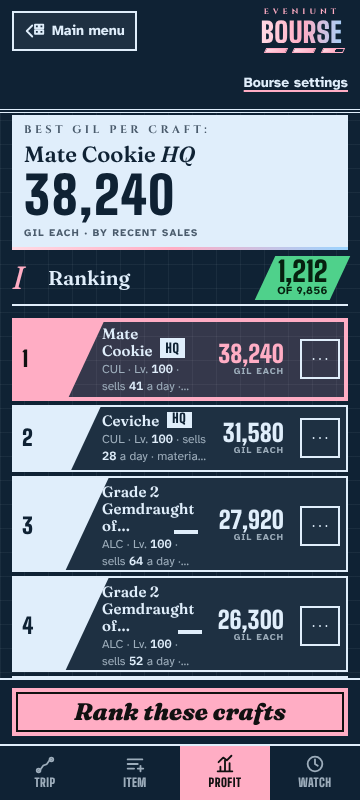 Main menu
EVENIUNT
BOURSE
Bourse settings
BEST GIL PER CRAFT:
Mate Cookie HQ
38,240
GIL EACH · BY RECENT SALES
I Ranking
1,212
OF 9,856
1
Mate
Cookie HQ
CUL · Lv. 100 ·
sells 41 a day ·...
38,240
GIL EACH
...
2
Ceviche HQ
CUL · Lv. 100 · sells
28 a day · materia...
31,580
GIL EACH
...
3
Grade 2
Gemdraught
of...
ALC · Lv. 100 ·
sells 64 a day ·...
27,920
GIL EACH
...
4
Grade 2
Gemdraught
of...
ALC · Lv. 100 ·
sells 52 a day ·...
26,300
GIL EACH
...
Rank these crafts
TRIP
ITEM
PROFIT
WATCH